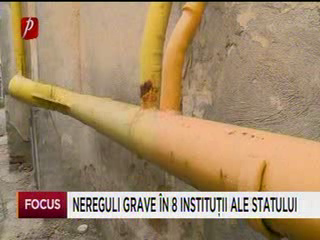 p
FOCUS
NEREGULI GRAVE ÎN 8 INSTITUȚII ALE STATULUI